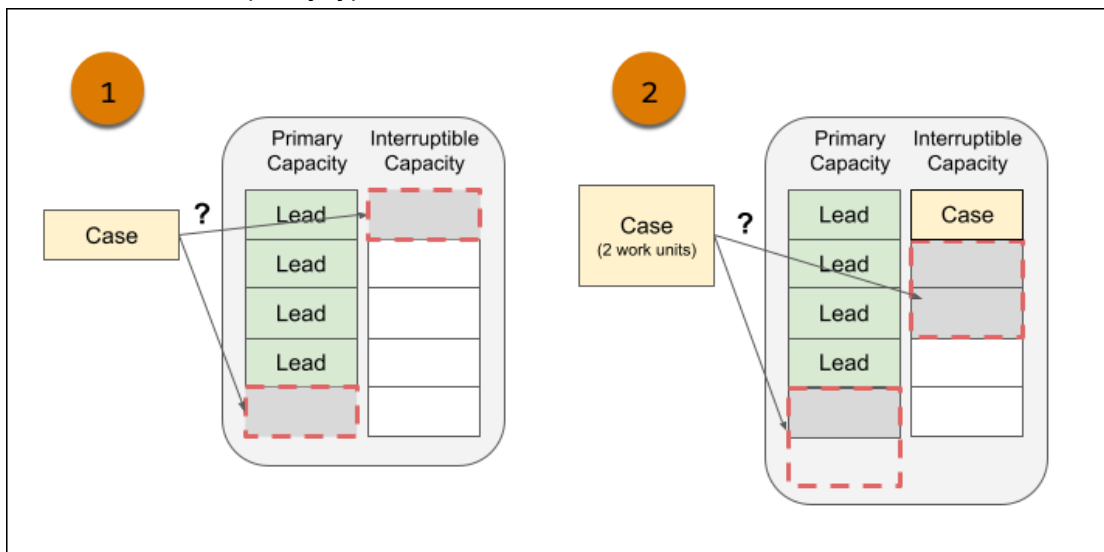 1
Primary
Capacity
Interruptible
Capacity
Case
?
Lead
Lead
Lead
Lead
2
Primary
Capacity
Interruptible
Capacity
Case
(2 work units)
?
Lead
Case
Lead
Lead
Lead